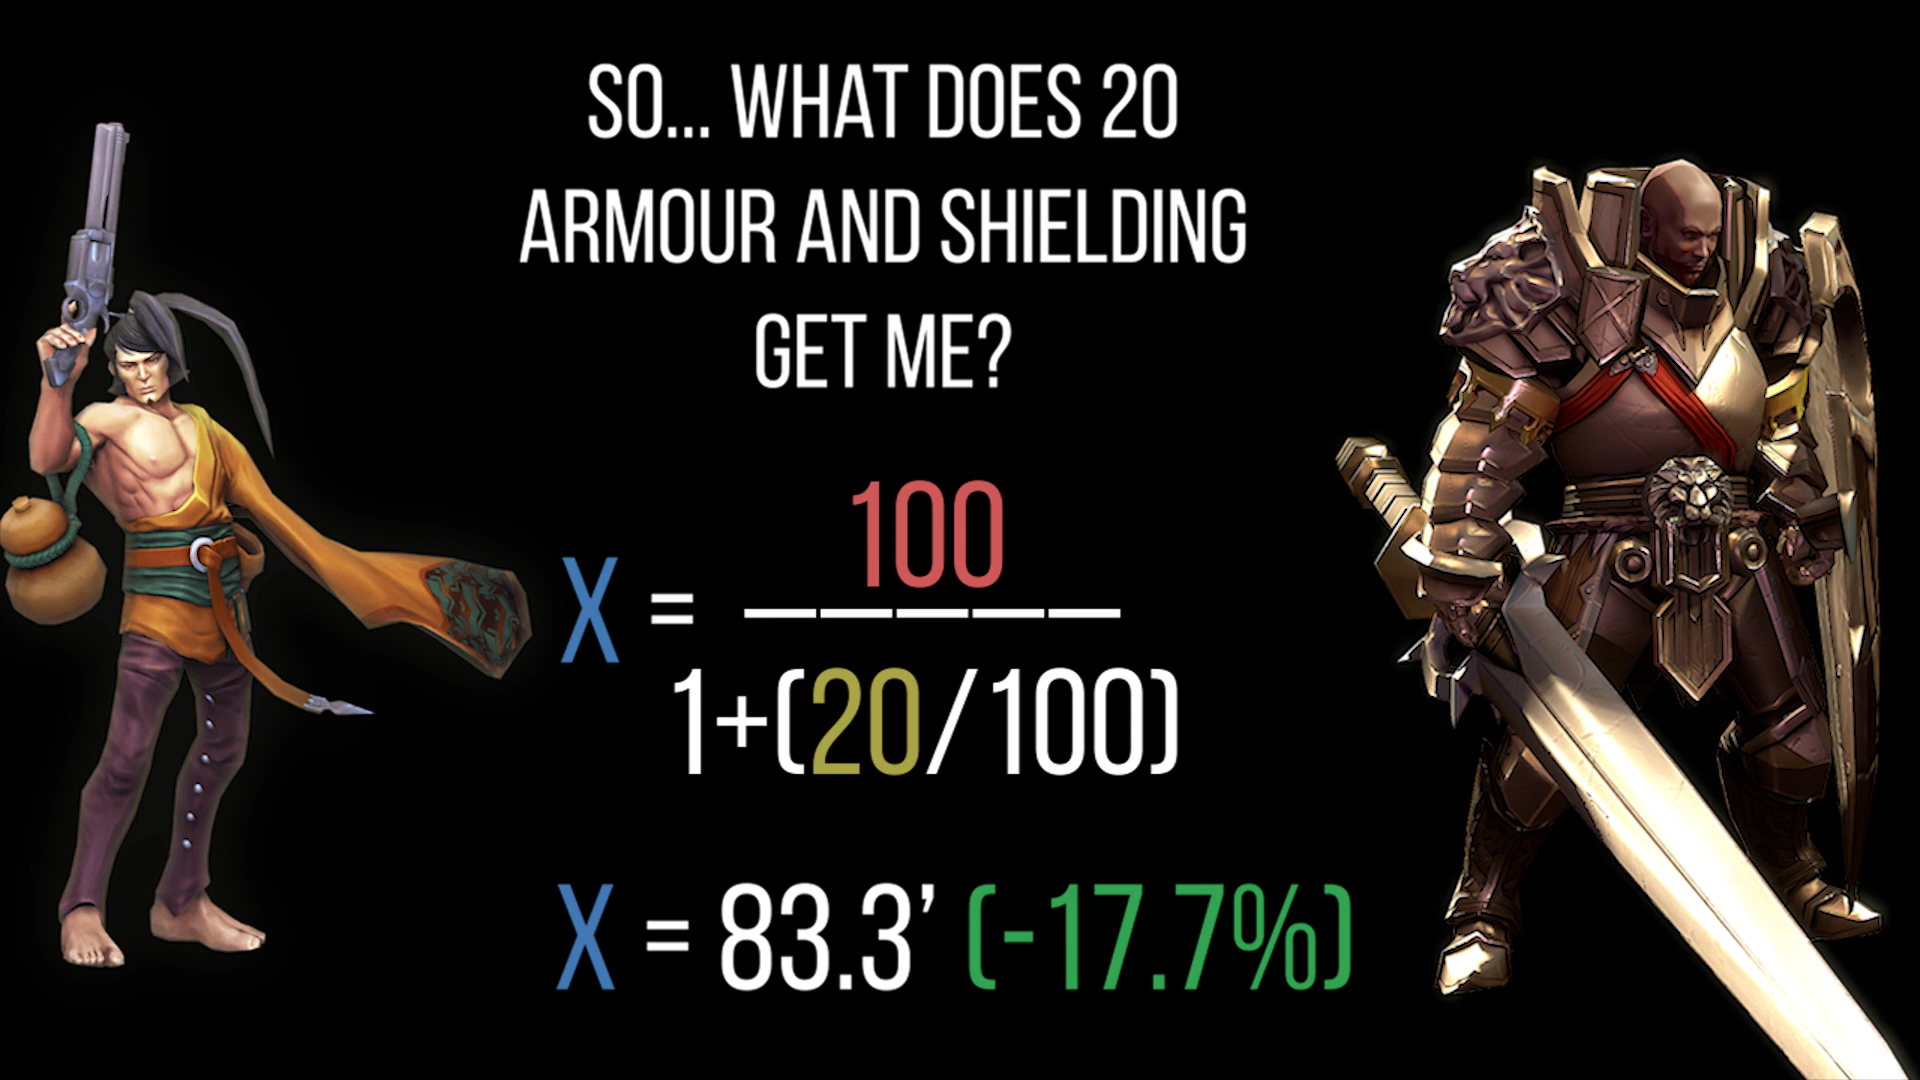 SO... WHAT DOES 20
ARMOUR AND SHIELDING
GET ME?
X = 100
—————
1+(20/100)
X = 83.3’ (-17.7%)